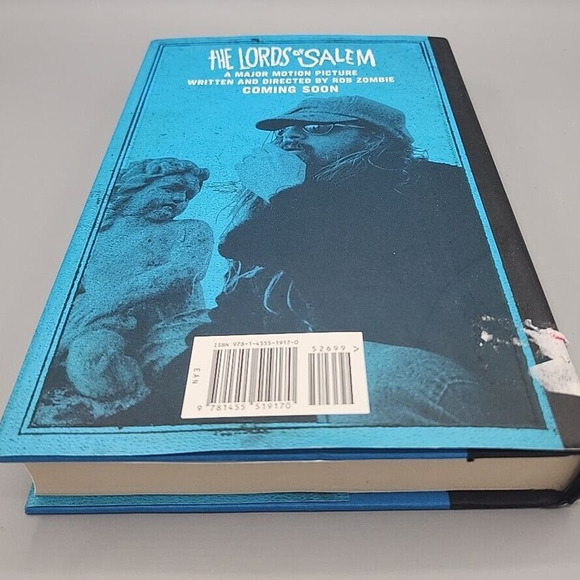 THE LORDS OF SALEM
A MAJOR MOTION PICTURE
WRITTEN AND DIRECTED BY ROB ZOMBIE
COMING SOON
ISBN 978-1-4555-1917-0
52699 >
EAN
9 781455 519170